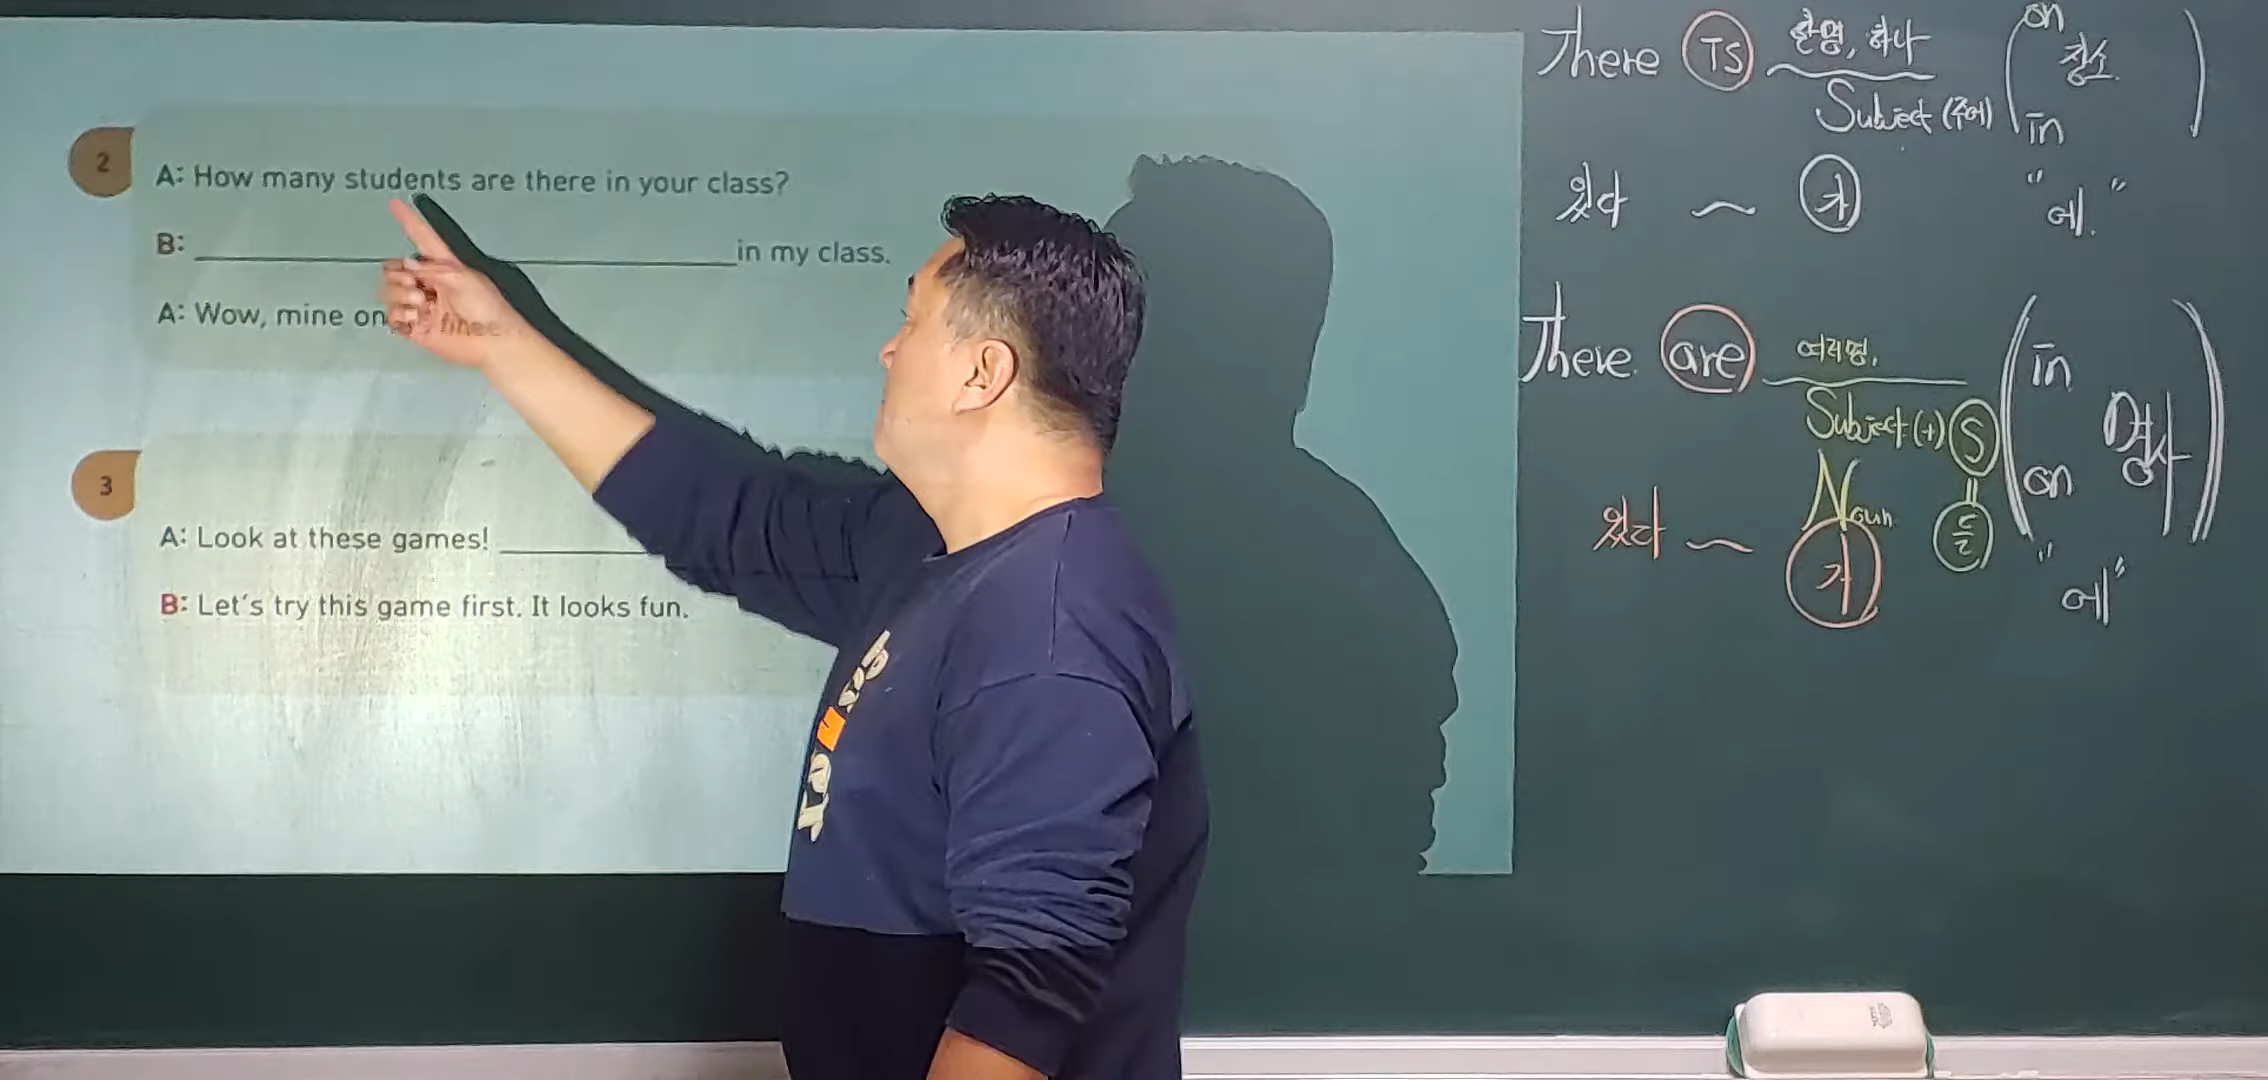 2
A: How many students are there in your class?
B: ____________ in my class.
A: Wow, mine on
3
A: Look at these games! ____________
B: Let's try this game first. It looks fun.
There is 한명, 하나 ( on 장소 in )
Subject (주어)
있다 ~ 가 "에"
There are 여러명, ( in on 명사 )
Subject (+) S
Noun 들
있다 ~ 가 "에"